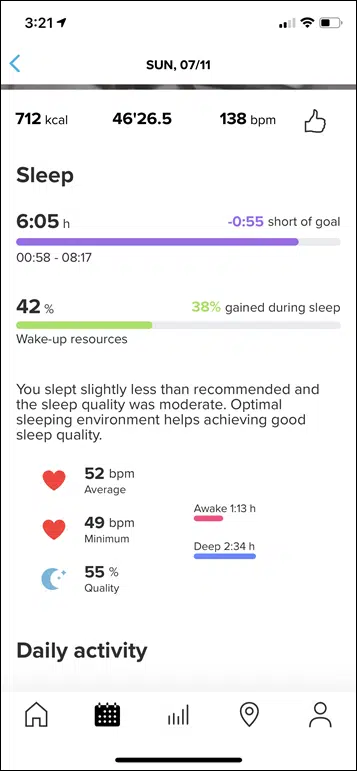 3:21
SUN, 07/11
712 kcal 46'26.5 138 bpm
Sleep
6:05 h -0:55 short of goal
00:58 - 08:17
42 % 38% gained during sleep
Wake-up resources
You slept slightly less than recommended and
the sleep quality was moderate. Optimal
sleeping environment helps achieving good
sleep quality.
52 bpm
Average
49 bpm
Minimum
Awake 1:13 h
Deep 2:34 h
55 %
Quality
Daily activity